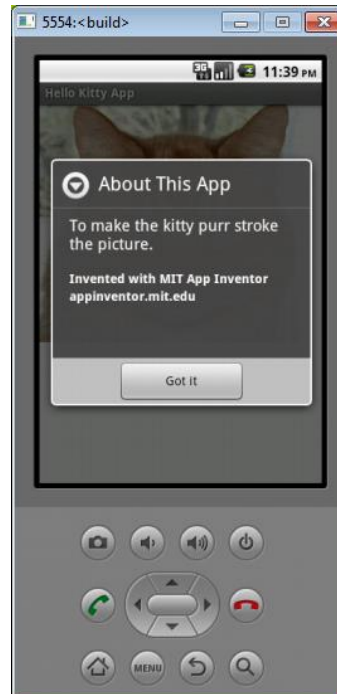 5554:<build>
3G 11:39 PM
Hello Kitty App
About This App
To make the kitty purr stroke
the picture.
Invented with MIT App Inventor
appinventor.mit.edu
Got it
MENU